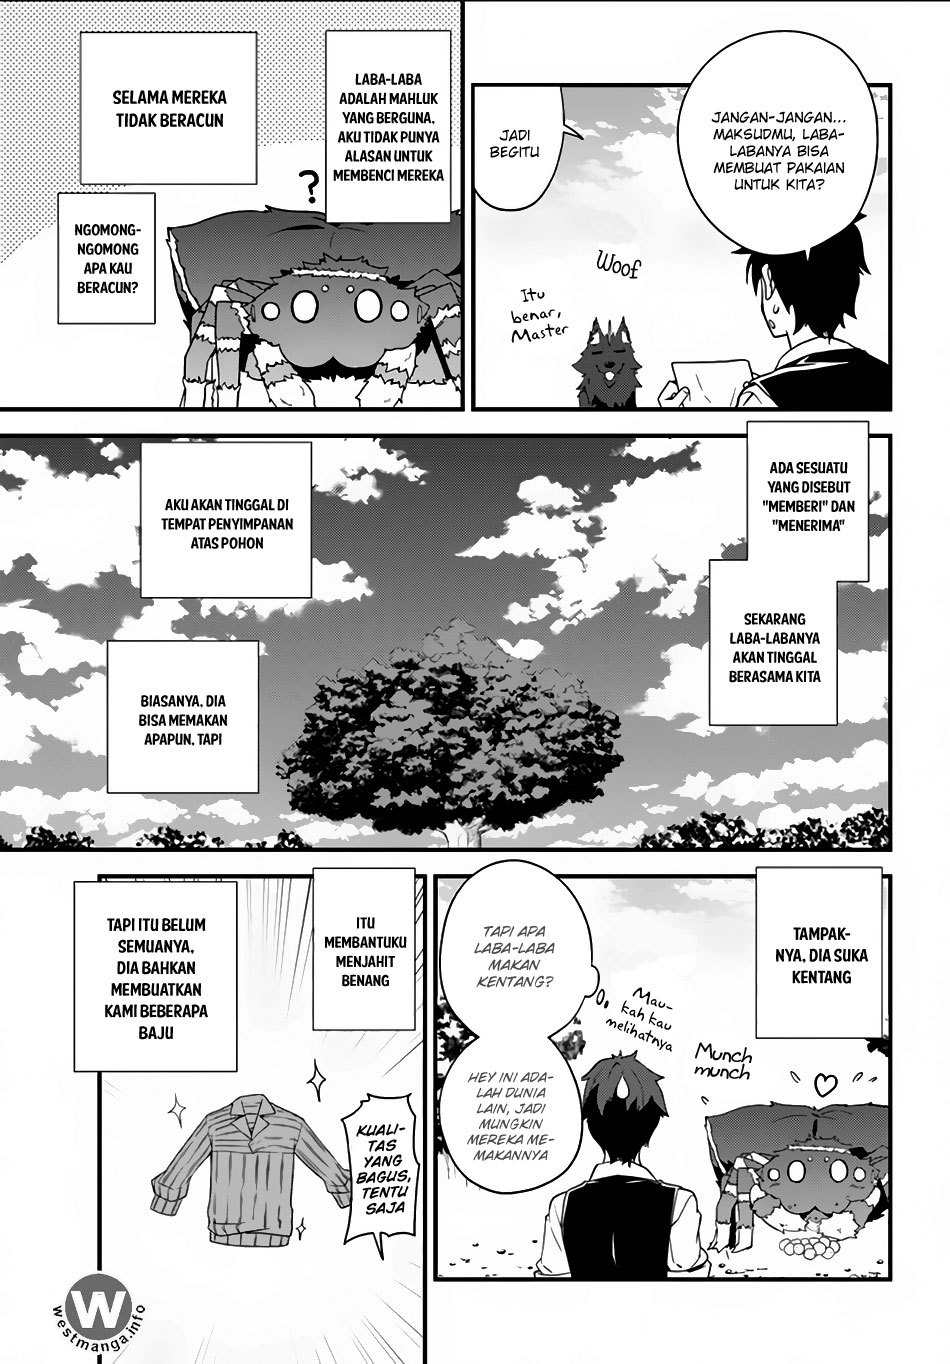 JANGAN-JANGAN...
MAKSUDMU, LABA-
LABANYA BISA
MEMBUAT PAKAIAN
UNTUK KITA?
JADI
BEGITU
Woof
Itu
benar,
Master
LABA-LABA
ADALAH MAHLUK
YANG BERGUNA,
AKU TIDAK PUNYA
ALASAN UNTUK
MEMBENCI MEREKA
SELAMA MEREKA
TIDAK BERACUN
?
NGOMONG-
NGOMONG
APA KAU
BERACUN?
ADA SESUATU
YANG DISEBUT
"MEMBERI" DAN
"MENERIMA"
SEKARANG
LABA-LABANYA
AKAN TINGGAL
BERSAMA KITA
AKU AKAN TINGGAL DI
TEMPAT PENYIMPANAN
ATAS POHON
BIASANYA, DIA
BISA MEMAKAN
APAPUN, TAPI
TAMPAK-
NYA, DIA SUKA
KENTANG
TAPI APA
LABA-LABA
MAKAN
KENTANG?
Mau-
kah kau
melihatnya
Munch
munch
HEY INI ADA-
LAH DUNIA
LAIN, JADI
MUNGKIN
MEREKA ME-
MAKANNYA
ITU
MEMBANTUKU
MENJAHIT
BENANG
TAPI ITU BELUM
SEMUANYA,
DIA BAHKAN
MEMBUATKAN
KAMI BEBERAPA
BAJU
KUALI-
TAS
YANG
BAGUS,
TENTU
SAJA
W
westmanga.info